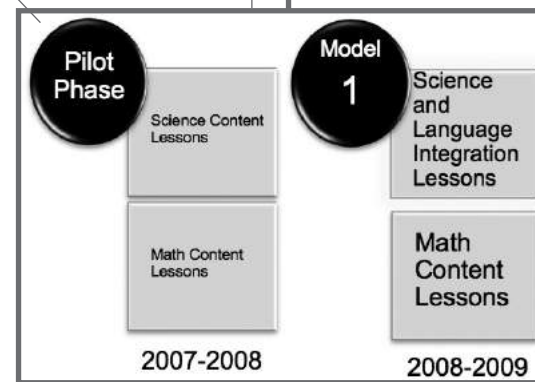 Pilot
Phase
Science Content
Lessons
Math Content
Lessons
2007-2008
Model
1
Science
and
Language
Integration
Lessons
Math
Content
Lessons
2008-2009